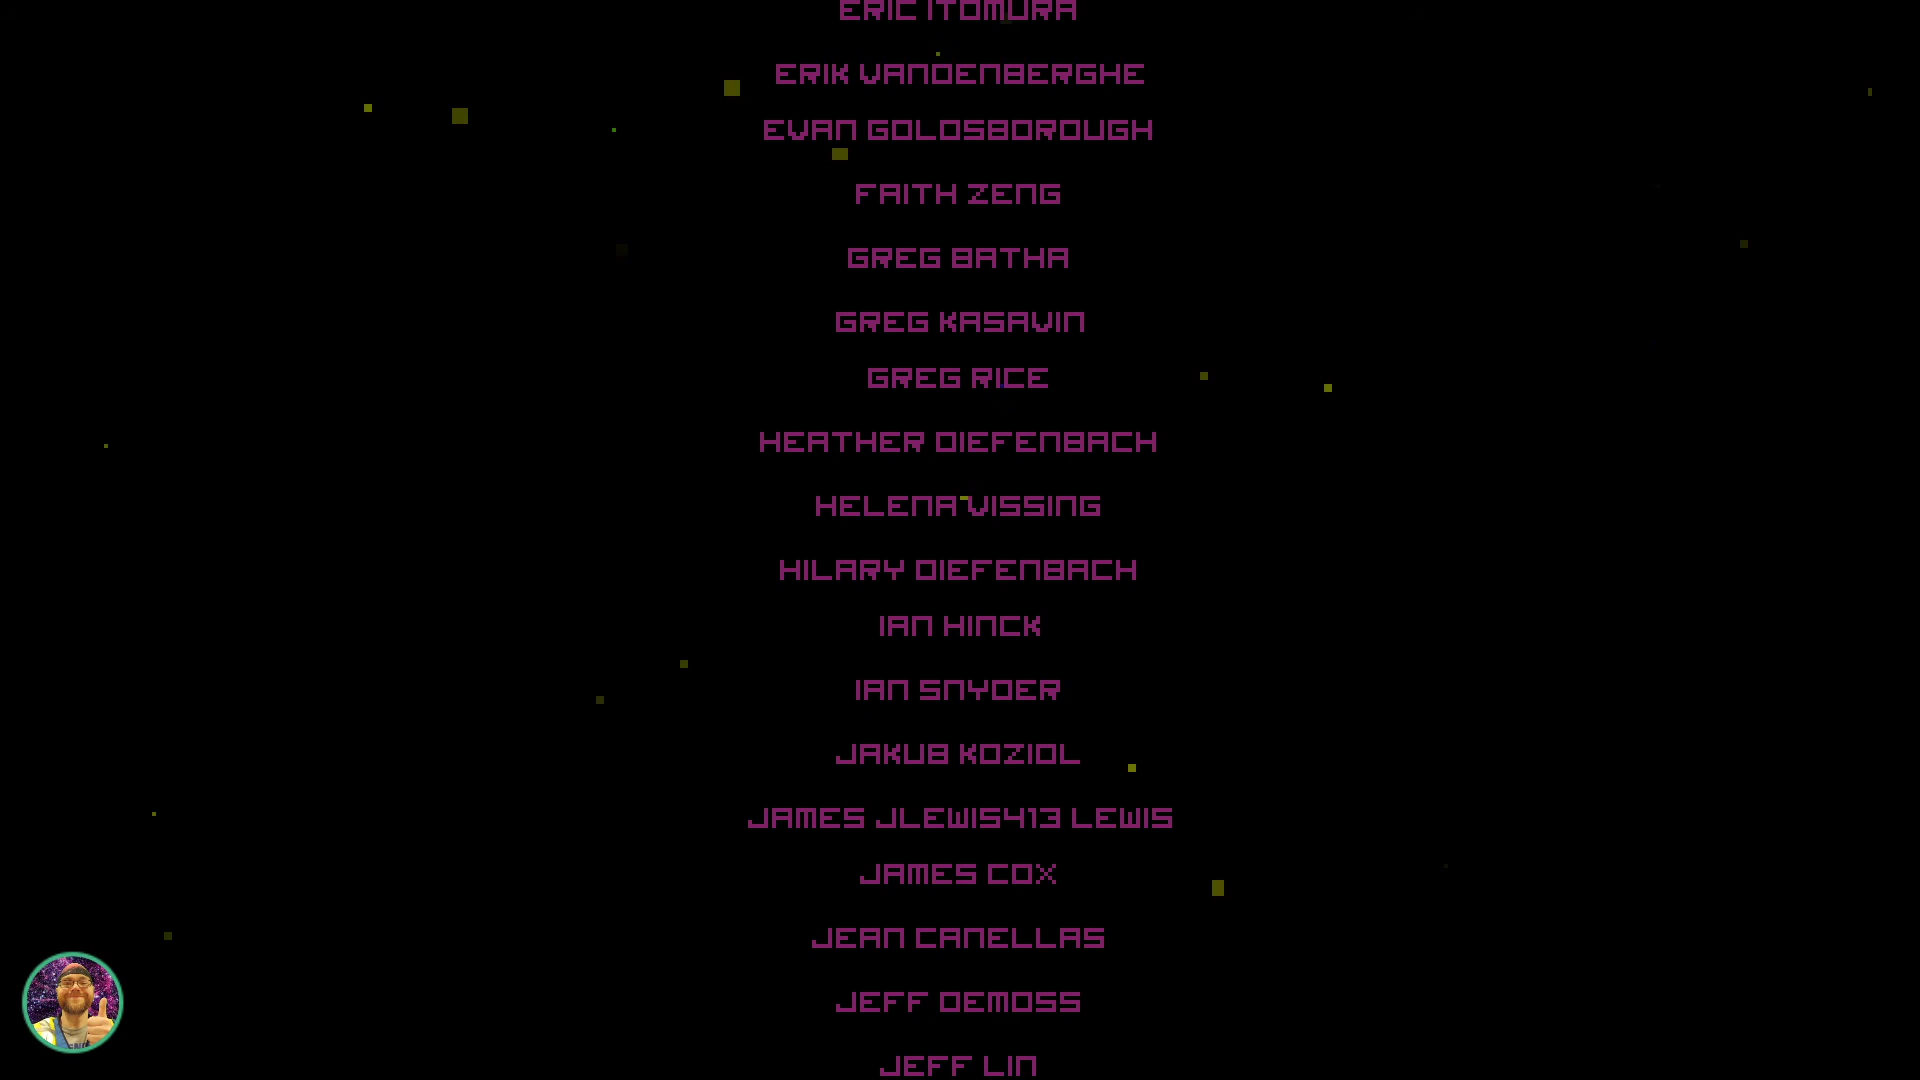 ERIC ITOMURA
ERIK VANDENBERGHE
EVAN GOLDSBOROUGH
FAITH ZENG
GREG BATHA
GREG KASAVIN
GREG RICE
HEATHER DIEFENBACH
HELENA VISSING
HILARY DIEFENBACH
IAN HINCK
IAN SNYDER
JAKUB KOZIOL
JAMES JLEWIS413 LEWIS
JAMES COX
JEAN CANELLAS
JEFF DEMOSS
JEFF LIN